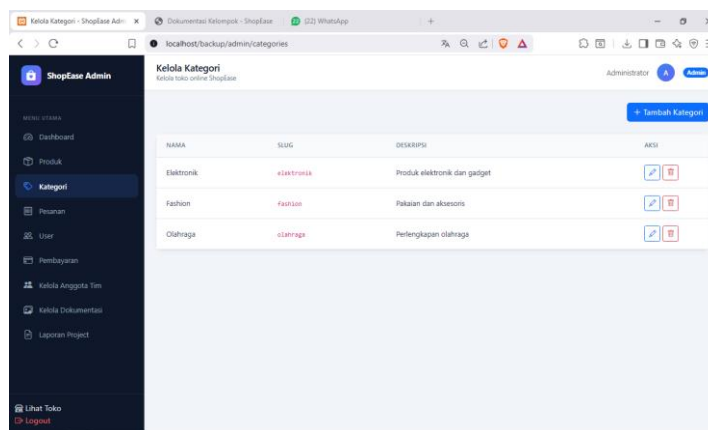 Kelola Kategori - ShopEase Adm
Dokumentasi Kelompok - ShopEase
(22) WhatsApp
localhost/backup/admin/categories
ShopEase Admin
Kelola Kategori
Kelola toko online ShopEase
Administrator
A
Admin
MENU UTAMA
Dashboard
Produk
Kategori
Pesanan
User
Pembayaran
Kelola Anggota Tim
Kelola Dokumentasi
Laporan Project
Lihat Toko
Logout
+ Tambah Kategori
NAMA SLUG DESKRIPSI AKSI
Elektronik elektronik Produk elektronik dan gadget
Fashion fashion Pakaian dan aksesoris
Olahraga olahraga Perlengkapan olahraga